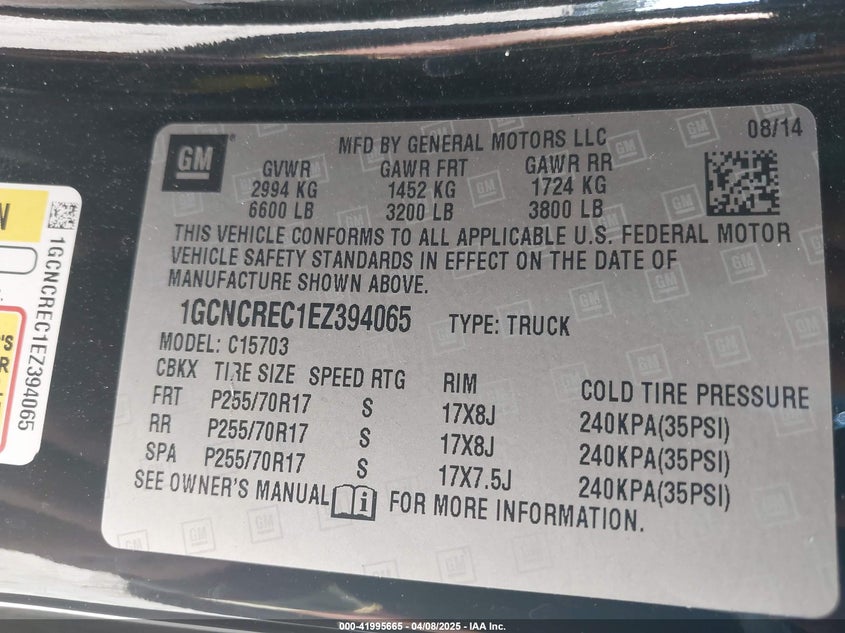 GM
MFD BY GENERAL MOTORS LLC 08/14
GVWR GAWR FRT GAWR RR
2994 KG 1452 KG 1724 KG
6600 LB 3200 LB 3800 LB
THIS VEHICLE CONFORMS TO ALL APPLICABLE U.S. FEDERAL MOTOR
VEHICLE SAFETY STANDARDS IN EFFECT ON THE DATE OF
MANUFACTURE SHOWN ABOVE.
1GCNCREC1EZ394065 TYPE: TRUCK
MODEL: C15703
CBKX TIRE SIZE SPEED RTG RIM COLD TIRE PRESSURE
FRT P255/70R17 S 17X8J 240KPA(35PSI)
RR P255/70R17 S 17X8J 240KPA(35PSI)
SPA P255/70R17 S 17X7.5J 240KPA(35PSI)
SEE OWNER'S MANUAL i FOR MORE INFORMATION.
1GCNCREC1EZ394065
000-41995665 - 04/08/2025 - IAA Inc.